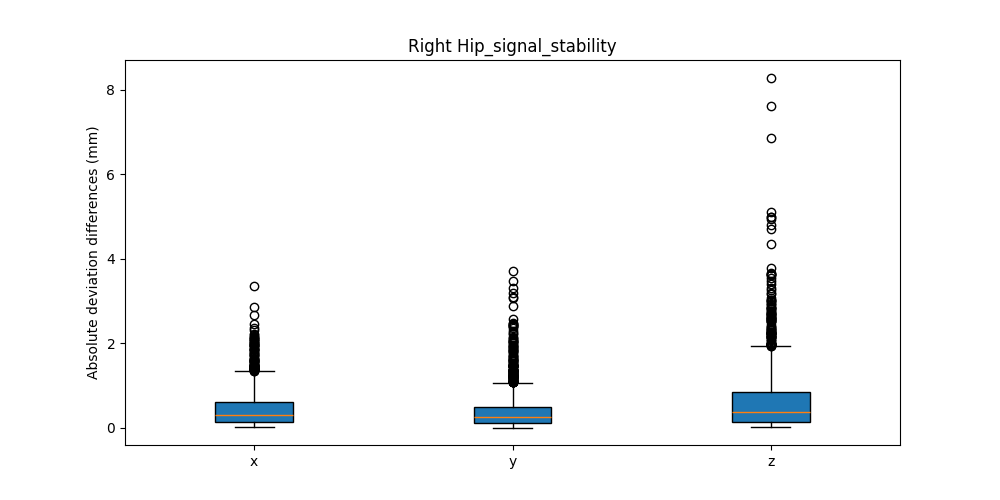 Right Hip_signal_stability
Absolute deviation differences (mm)
8
6
4
2
0
x y z